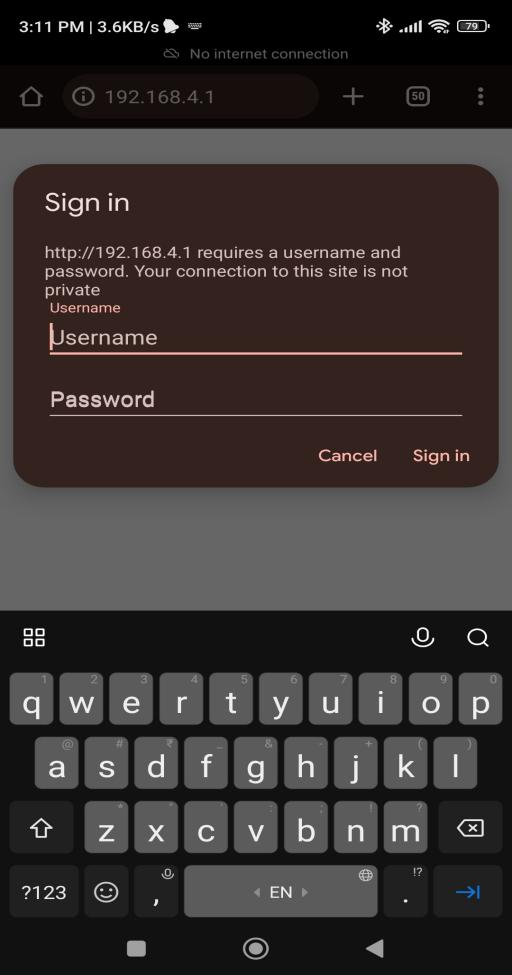 3:11 PM | 3.6KB/s 79
No internet connection
192.168.4.1 50
Sign in
http://192.168.4.1 requires a username and
password. Your connection to this site is not
private
Username
Username
Password
Cancel Sign in
1 2 3 4 5 6 7 8 9 0
q w e r t y u i o p
@ # ₹ _ & - + ( )
a s d f g h j k l
* " ' : ; ! ?
z x c v b n m
!?
?123 , EN .